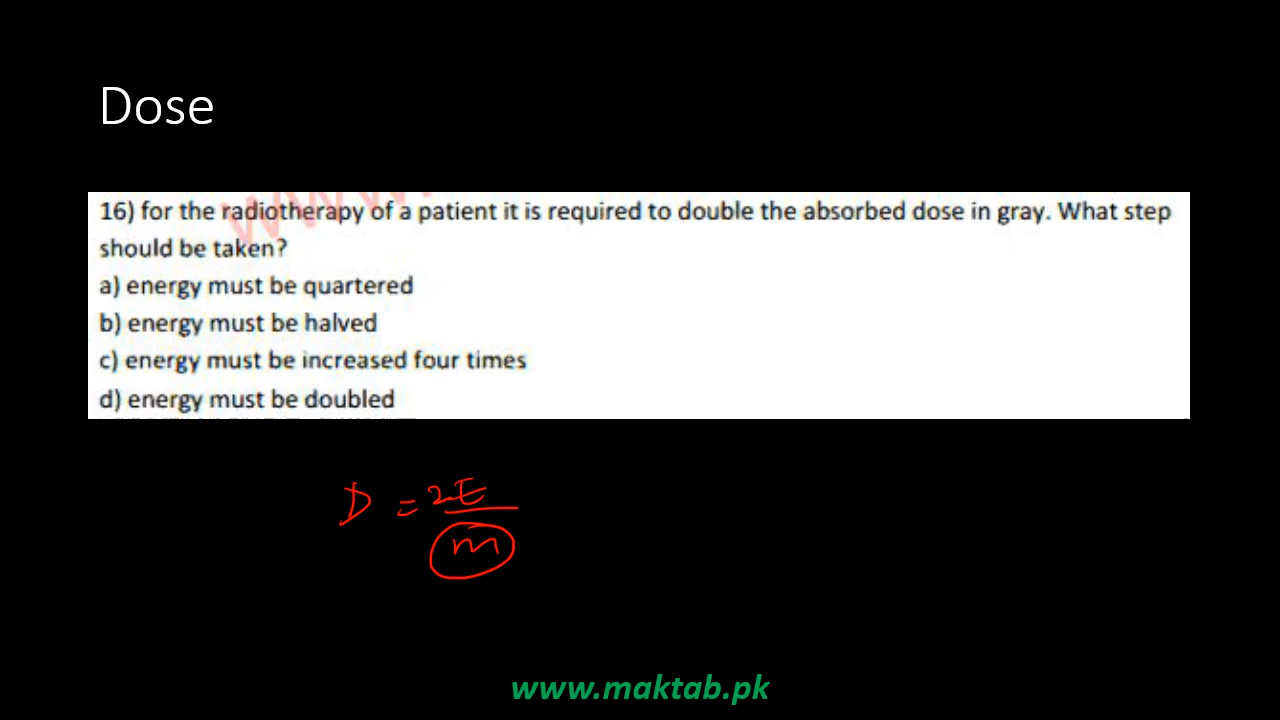 Dose
www.
16) for the radiotherapy of a patient it is required to double the absorbed dose in gray. What step
should be taken?
a) energy must be quartered
b) energy must be halved
c) energy must be increased four times
d) energy must be doubled
D = 2E
m
www.maktab.pk